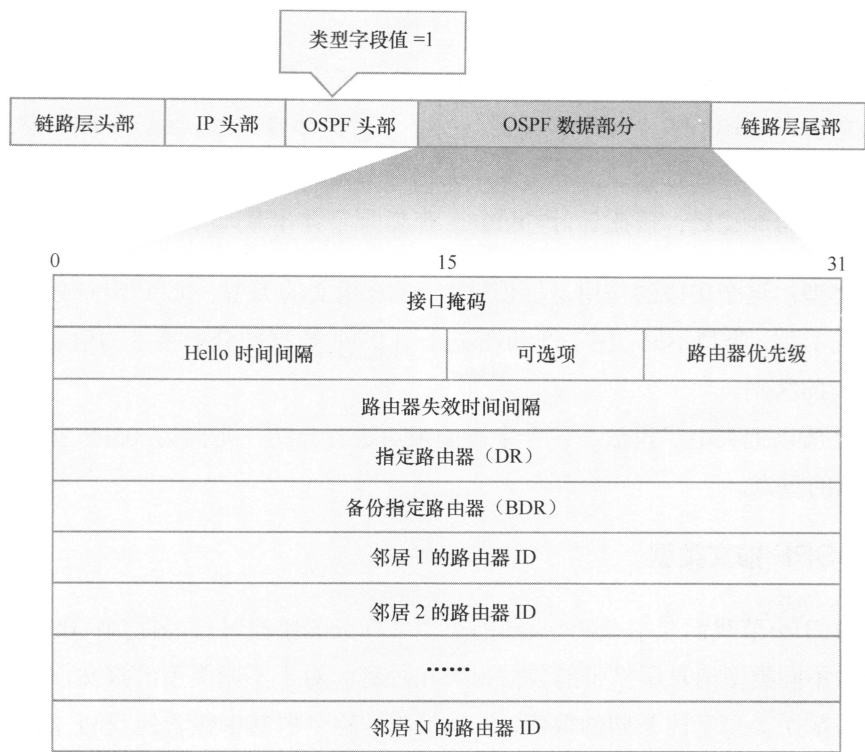 类型字段值 =1
链路层头部 IP 头部 OSPF 头部 OSPF 数据部分 链路层尾部
0 15 31
接口掩码
Hello 时间间隔 可选项 路由器优先级
路由器失效时间间隔
指定路由器（DR）
备份指定路由器（BDR）
邻居 1 的路由器 ID
邻居 2 的路由器 ID
……
邻居 N 的路由器 ID